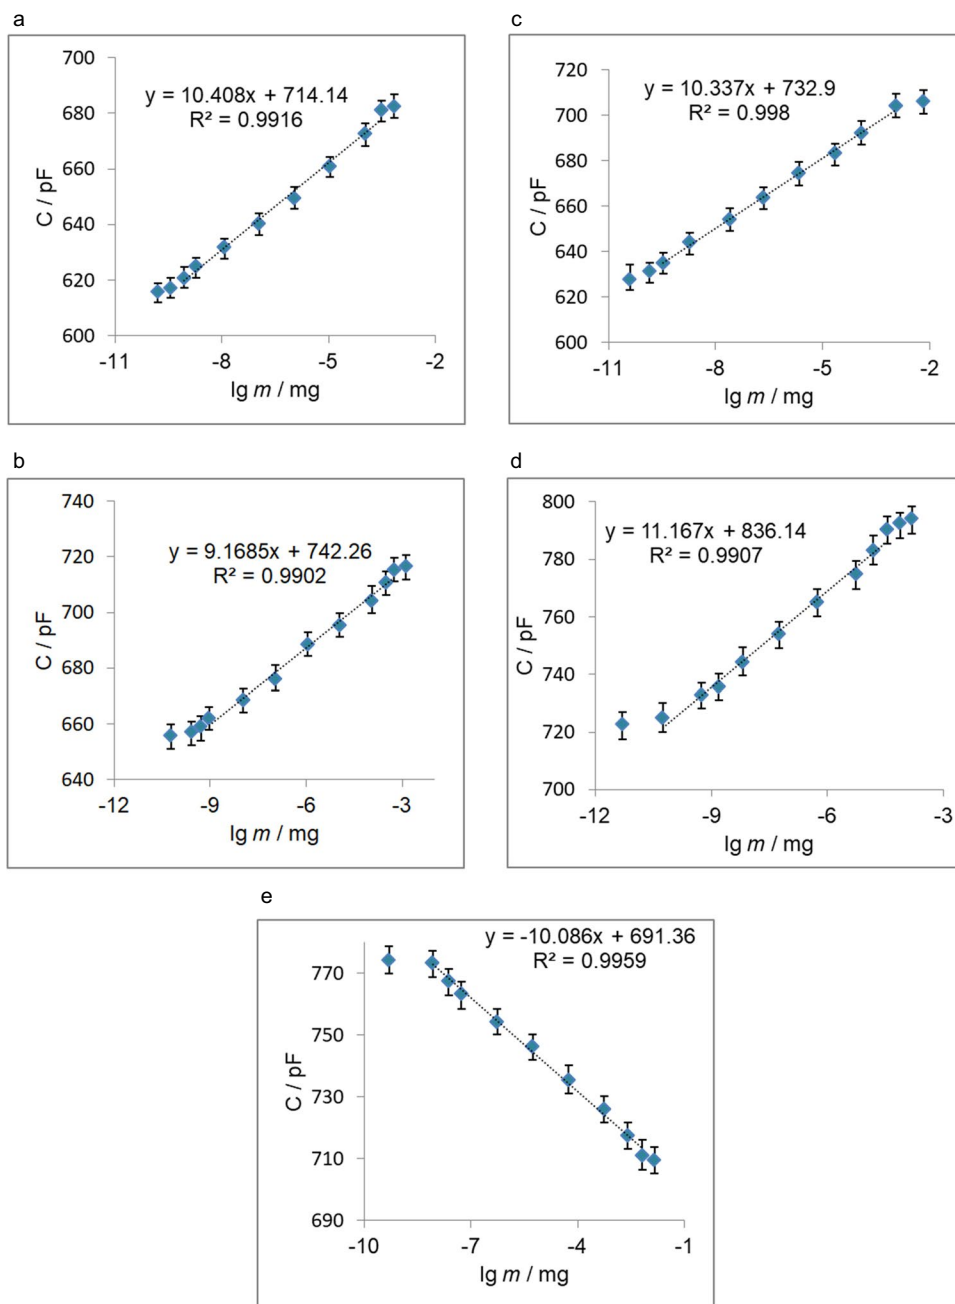 a
y = 10.408x + 714.14
R² = 0.9916
700
680
660
640
620
600
C / pF
-11
-8
-5
-2
lg m / mg
c
y = 10.337x + 732.9
R² = 0.998
720
700
680
660
640
620
600
C / pF
-11
-8
-5
-2
lg m / mg
b
y = 9.1685x + 742.26
R² = 0.9902
740
720
700
680
660
640
C / pF
-12
-9
-6
-3
lg m / mg
d
y = 11.167x + 836.14
R² = 0.9907
800
780
760
740
720
700
C / pF
-12
-9
-6
-3
lg m / mg
e
y = -10.086x + 691.36
R² = 0.9959
770
750
730
710
690
C / pF
-10
-7
-4
-1
lg m / mg